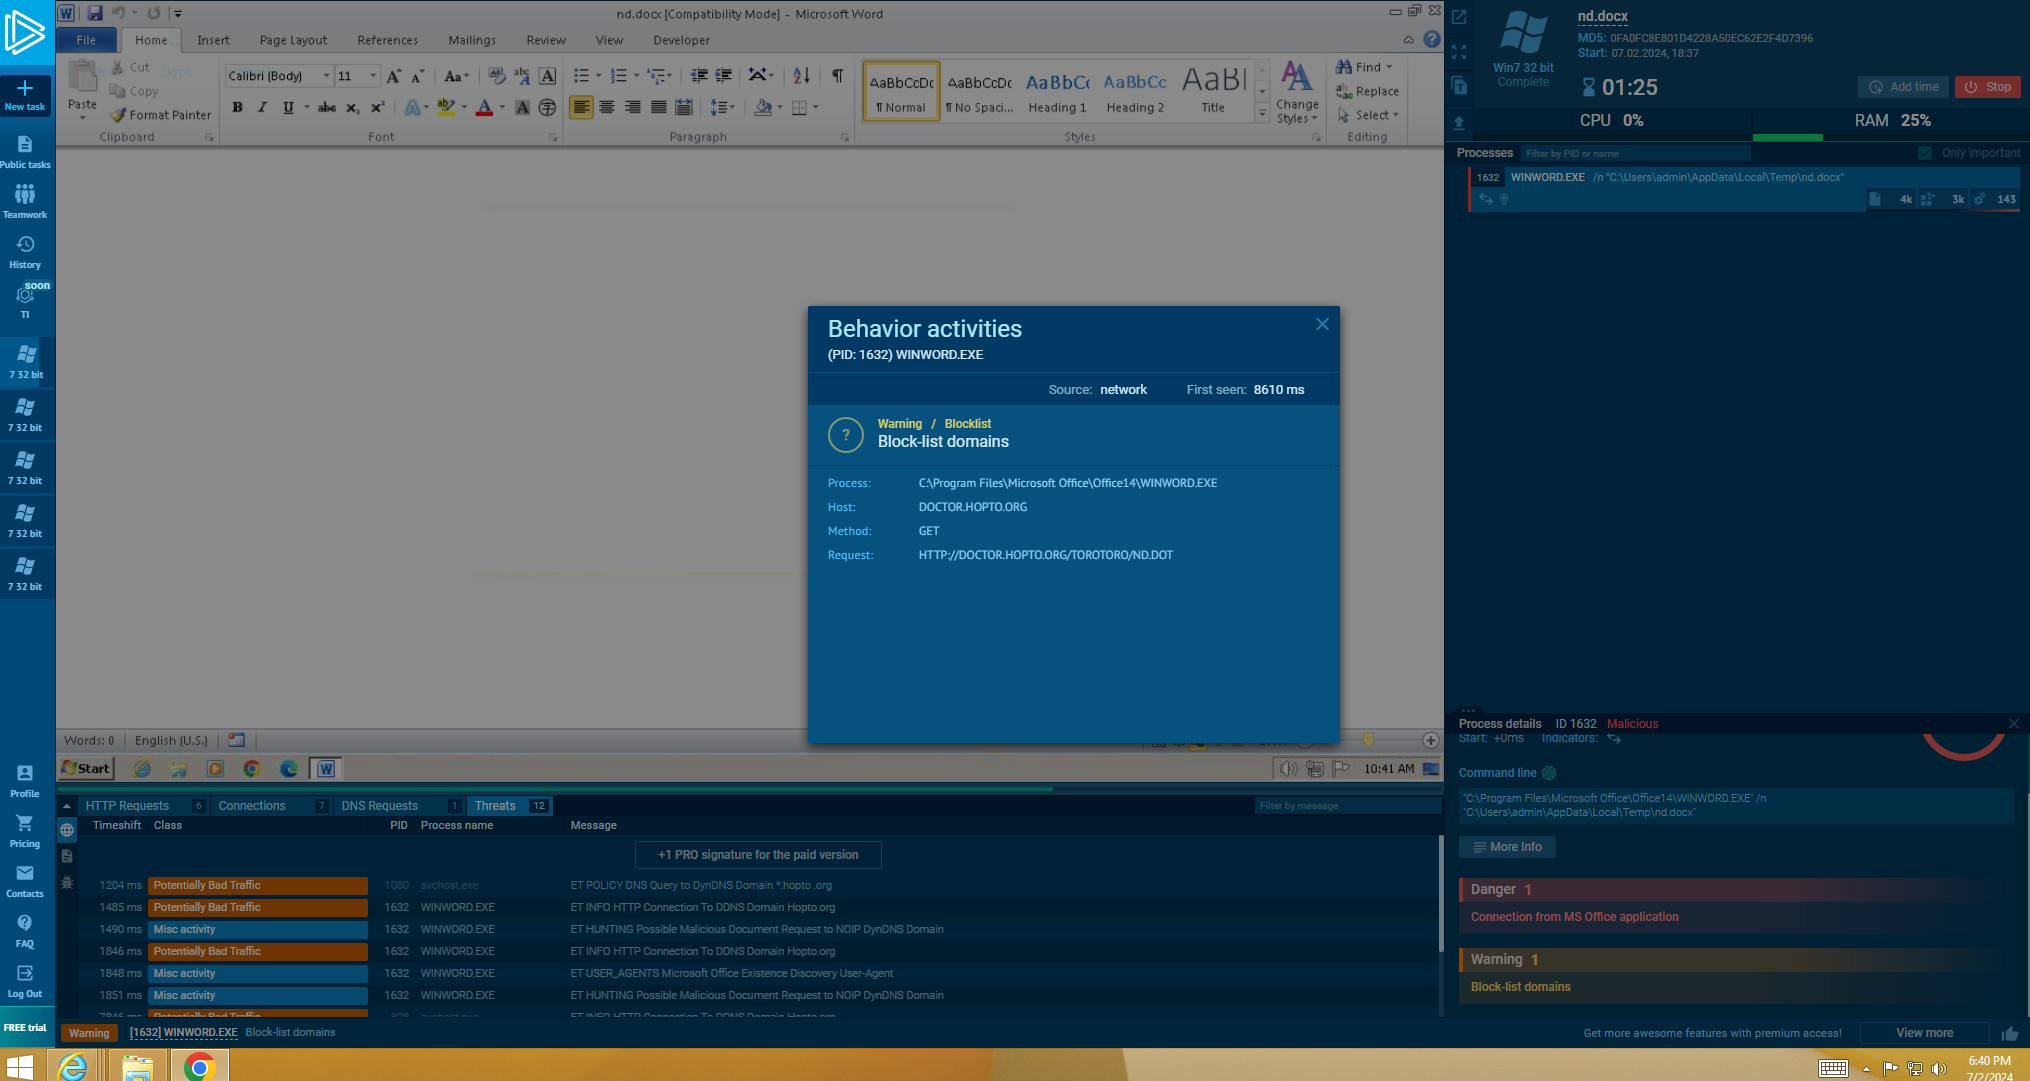 nd.docx [Compatibility Mode] - Microsoft Word
File Home Insert Page Layout References Mailings Review View Developer
Paste
Cut
Copy
Format Painter
Clipboard
Calibri (Body) 11
Font
Paragraph
AaBbCcDc AaBbCcDc AaBbCc AaBbCc AaBl
¶ Normal ¶ No Spaci... Heading 1 Heading 2 Title
Change Styles
Styles
Find
Replace
Select
Editing
New task
Public tasks
Teamwork
History
soon
TI
7 32 bit
7 32 bit
7 32 bit
7 32 bit
7 32 bit
Profile
Pricing
Contacts
FAQ
Log Out
FREE trial
Behavior activities
(PID: 1632) WINWORD.EXE
Source: network First seen: 8610 ms
?
Warning / Blocklist
Block-list domains
Process: C:\Program Files\Microsoft Office\Office14\WINWORD.EXE
Host: DOCTOR.HOPTO.ORG
Method: GET
Request: HTTP://DOCTOR.HOPTO.ORG/TOROTORO/ND.DOT
Words: 0 English (U.S.)
Start 10:41 AM
HTTP Requests 6 Connections 7 DNS Requests 1 Threats 12 Filter by message
Timeshift Class PID Process name Message
+1 PRO signature for the paid version
1204 ms Potentially Bad Traffic 1080 svchost.exe ET POLICY DNS Query to DynDNS Domain *.hopto .org
1485 ms Potentially Bad Traffic 1632 WINWORD.EXE ET INFO HTTP Connection To DDNS Domain Hopto.org
1490 ms Misc activity 1632 WINWORD.EXE ET HUNTING Possible Malicious Document Request to NOIP DynDNS Domain
1846 ms Potentially Bad Traffic 1632 WINWORD.EXE ET INFO HTTP Connection To DDNS Domain Hopto.org
1848 ms Misc activity 1632 WINWORD.EXE ET USER_AGENTS Microsoft Office Existence Discovery User-Agent
1851 ms Misc activity 1632 WINWORD.EXE ET HUNTING Possible Malicious Document Request to NOIP DynDNS Domain
Potentially Bad Traffic svchost.exe ET INFO HTTP Connection To DDNS Domain Hopto.org
Warning [1632] WINWORD.EXE Block-list domains
nd.docx
MD5: 0FA0FC8E801D4228A50EC62E2F4D7396
Start: 07.02.2024, 18:37
Win7 32 bit
Complete
01:25
Add time Stop
CPU 0% RAM 25%
Processes Filter by PID or name Only important
1632 WINWORD.EXE /n "C:\Users\admin\AppData\Local\Temp\nd.docx"
4k 3k 143
Process details ID 1632 Malicious
Start: +0ms Indicators:
Command line
"C:\Program Files\Microsoft Office\Office14\WINWORD.EXE" /n
"C:\Users\admin\AppData\Local\Temp\nd.docx"
More Info
Danger 1
Connection from MS Office application
Warning 1
Block-list domains
Get more awesome features with premium access! View more
6:40 PM
7/2/2024